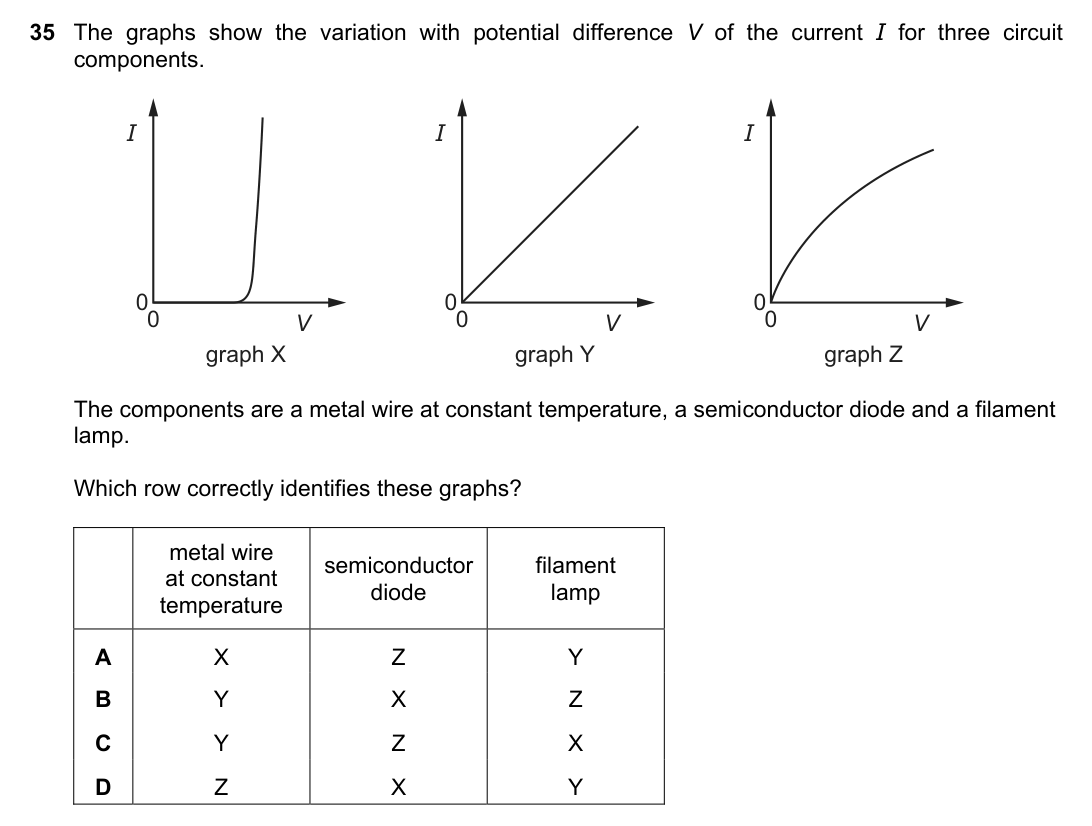 35 The graphs show the variation with potential difference V of the current I for three circuit
components.
I I I
0 0 0
0 V 0 V 0 V
graph X graph Y graph Z
The components are a metal wire at constant temperature, a semiconductor diode and a filament
lamp.
Which row correctly identifies these graphs?
metal wire
at constant
temperature
semiconductor
diode
filament
lamp
A X Z Y
B Y X Z
C Y Z X
D Z X Y